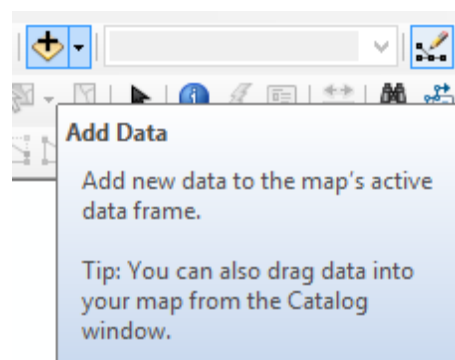 Add Data
Add new data to the map's active
data frame.
Tip: You can also drag data into
your map from the Catalog
window.